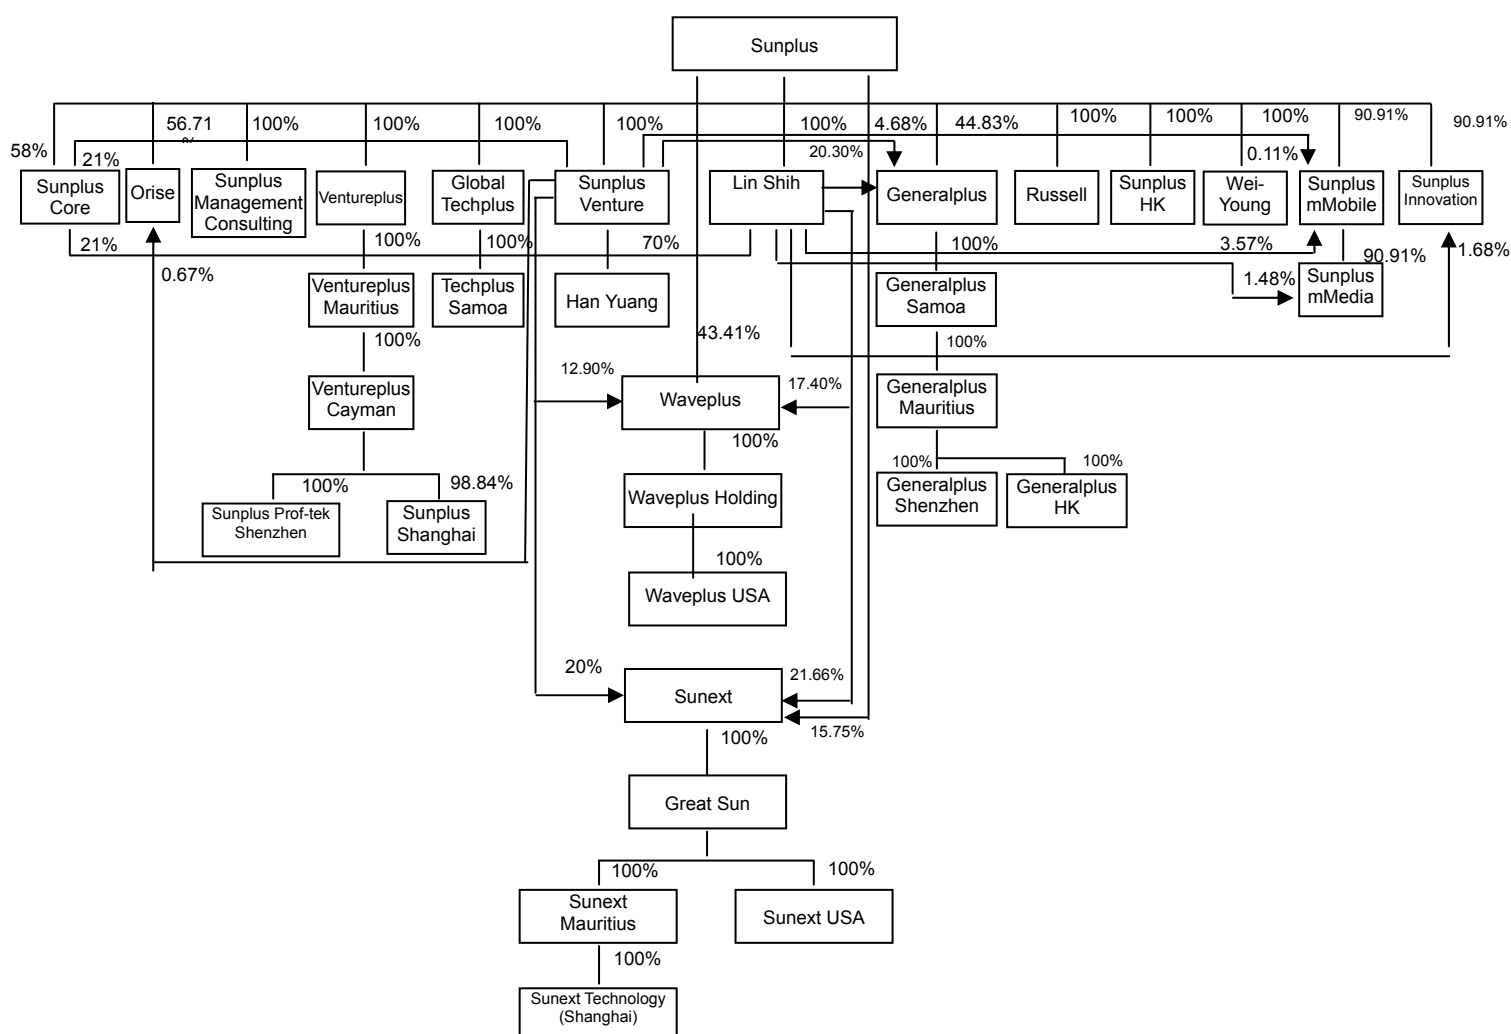 Sunplus
58%
56.71
%
100%
100%
100%
100%
100%
4.68%
44.83%
100%
100%
100%
90.91%
90.91%
21%
20.30%
0.11%
Sunplus
Core
Orise
Sunplus
Management
Consulting
Ventureplus
Global
Techplus
Sunplus
Venture
Lin Shih
Generalplus
Russell
Sunplus
HK
Wei-
Young
Sunplus
mMobile
Sunplus
Innovation
21%
0.67%
100%
100%
70%
100%
3.57%
90.91%
1.68%
Ventureplus
Mauritius
Techplus
Samoa
Han Yuang
Generalplus
Samoa
1.48%
Sunplus
mMedia
100%
43.41%
100%
12.90%
17.40%
Ventureplus
Cayman
Waveplus
Generalplus
Mauritius
100%
100%
98.84%
100%
100%
Sunplus Prof-tek
Shenzhen
Sunplus
Shanghai
Waveplus Holding
Generalplus
Shenzhen
Generalplus
HK
100%
Waveplus USA
20%
21.66%
Sunext
15.75%
100%
Great Sun
100%
100%
Sunext
Mauritius
Sunext USA
100%
Sunext Technology
(Shanghai)